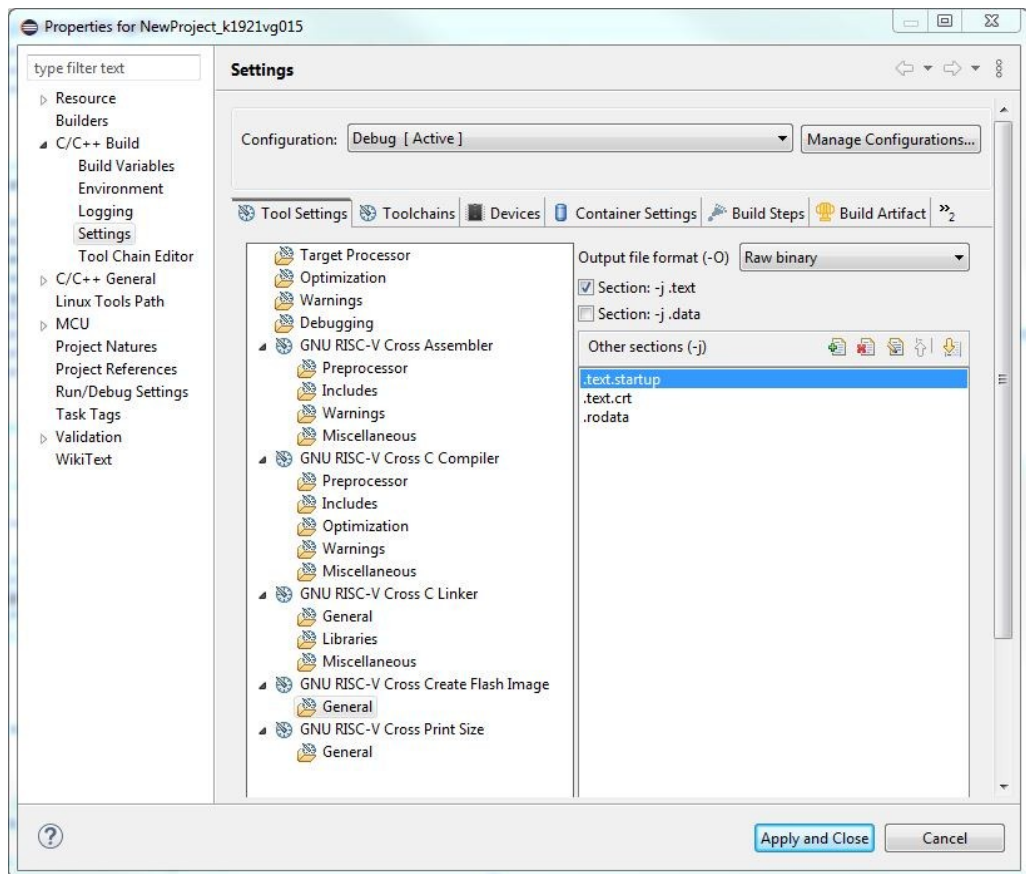 Properties for NewProject_k1921vg015
type filter text
Resource
Builders
C/C++ Build
Build Variables
Environment
Logging
Settings
Tool Chain Editor
C/C++ General
Linux Tools Path
MCU
Project Natures
Project References
Run/Debug Settings
Task Tags
Validation
WikiText
Settings
Configuration: Debug [ Active ] Manage Configurations...
Tool Settings Toolchains Devices Container Settings Build Steps Build Artifact »2
Target Processor
Optimization
Warnings
Debugging
GNU RISC-V Cross Assembler
Preprocessor
Includes
Warnings
Miscellaneous
GNU RISC-V Cross C Compiler
Preprocessor
Includes
Optimization
Warnings
Miscellaneous
GNU RISC-V Cross C Linker
General
Libraries
Miscellaneous
GNU RISC-V Cross Create Flash Image
General
GNU RISC-V Cross Print Size
General
Output file format (-O) Raw binary
Section: -j .text
Section: -j .data
Other sections (-j)
.text.startup
.text.crt
.rodata
Apply and Close Cancel